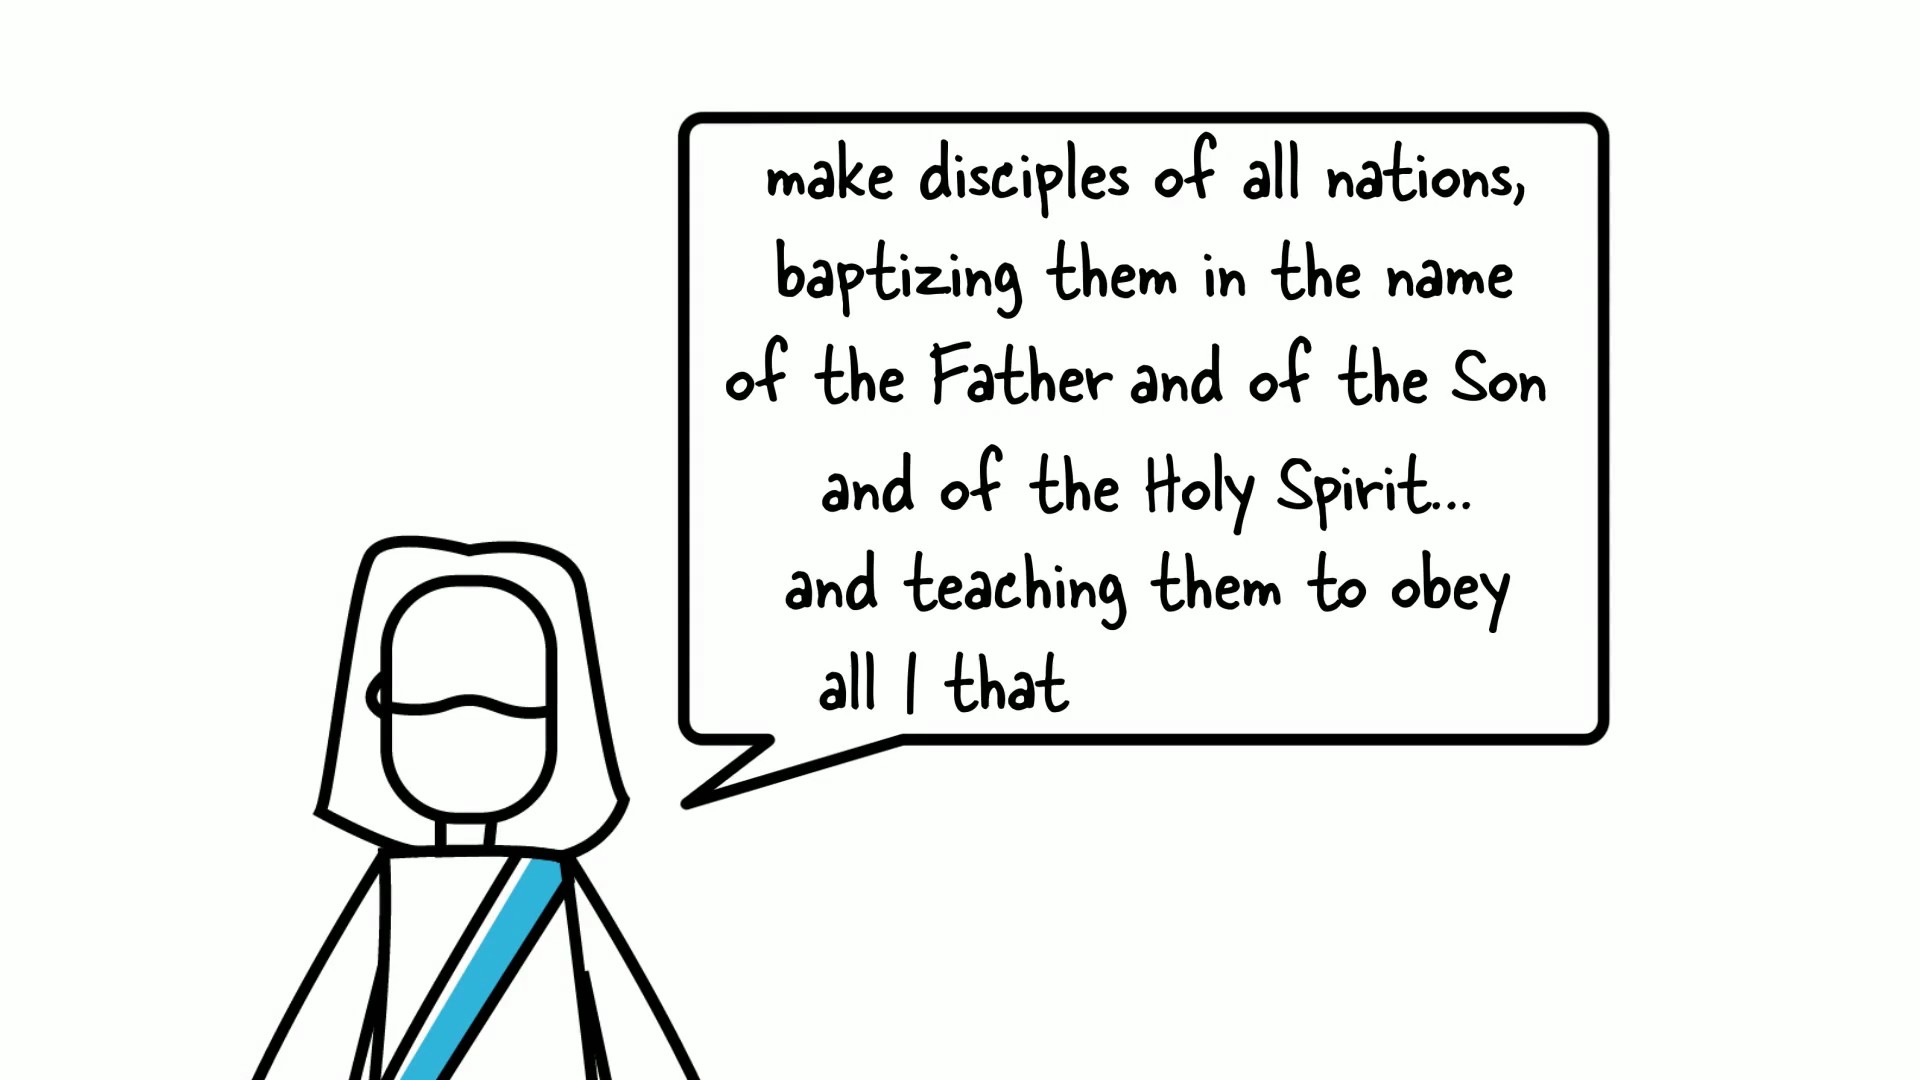 make disciples of all nations,
baptizing them in the name
of the Father and of the Son
and of the Holy Spirit...
and teaching them to obey
all I that